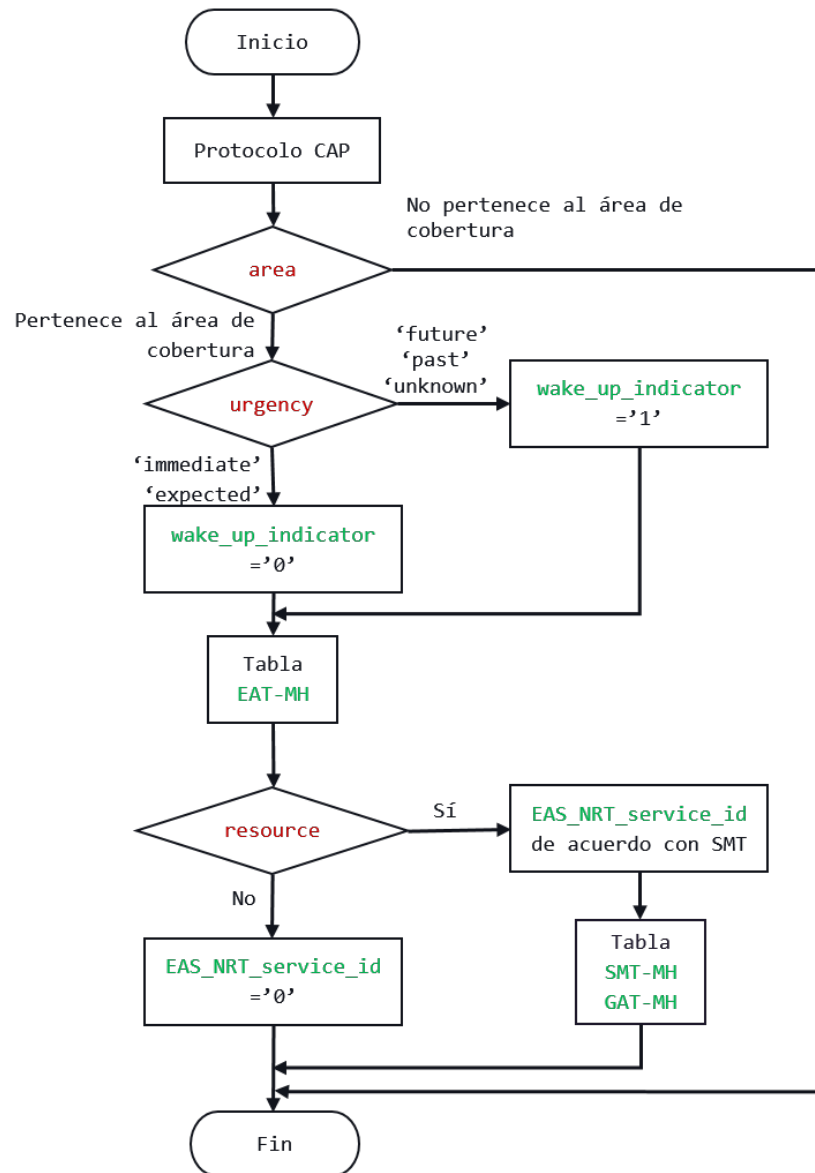 Inicio
Protocolo CAP
No pertenece al área de
cobertura
area
Pertenece al área de
cobertura
‘future’
‘past’
‘unknown’
urgency
wake_up_indicator
=’1’
‘immediate’
‘expected’
wake_up_indicator
=’0’
Tabla
EAT-MH
resource
Sí
EAS_NRT_service_id
de acuerdo con SMT
No
EAS_NRT_service_id
=’0’
Tabla
SMT-MH
GAT-MH
Fin